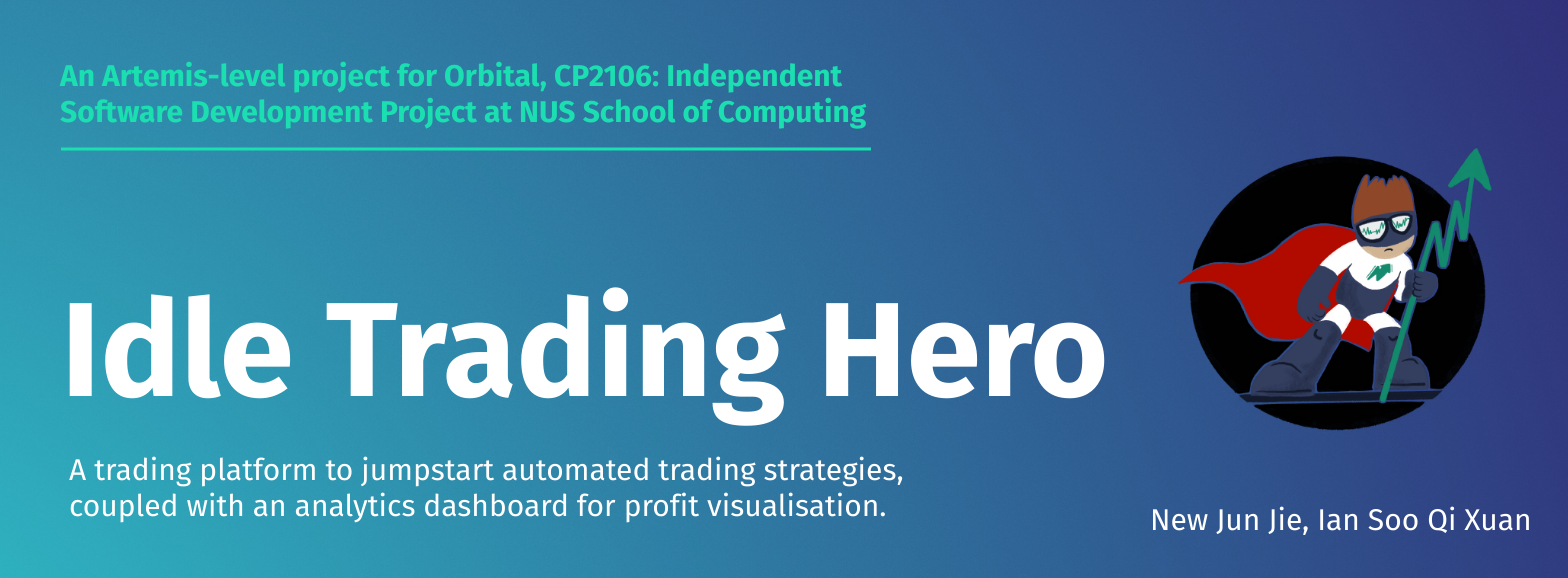 An Artemis-level project for Orbital, CP2106: Independent
Software Development Project at NUS School of Computing
Idle Trading Hero
A trading platform to jumpstart automated trading strategies,
coupled with an analytics dashboard for profit visualisation.
New Jun Jie, Ian Soo Qi Xuan